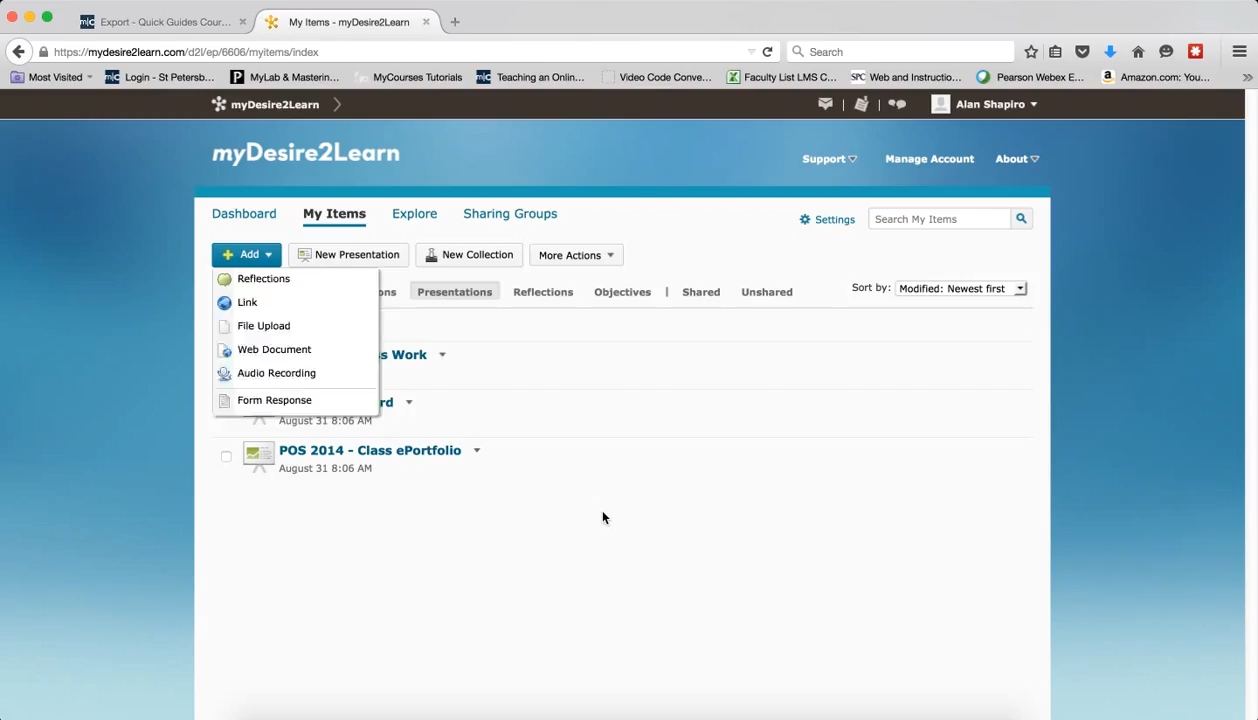 Export - Quick Guides Cour...
My Items - myDesire2Learn
https://mydesire2learn.com/d2l/ep/6606/myitems/index
Search
Most Visited
Login - St Petersb...
MyLab & Mastering...
MyCourses Tutorials
Teaching an Onlin...
Video Code Conve...
Faculty List LMS C...
Web and Instructio...
Pearson Webex E...
Amazon.com: You...
myDesire2Learn
Alan Shapiro
myDesire2Learn
Support
Manage Account
About
Dashboard
My Items
Explore
Sharing Groups
Settings
Search My Items
Add
New Presentation
New Collection
More Actions
Reflections
Link
File Upload
Web Document
Audio Recording
Form Response
ons
Presentations
Reflections
Objectives
|
Shared
Unshared
Sort by:
Modified: Newest first
s Work
rd
August 31 8:06 AM
POS 2014 - Class ePortfolio
August 31 8:06 AM